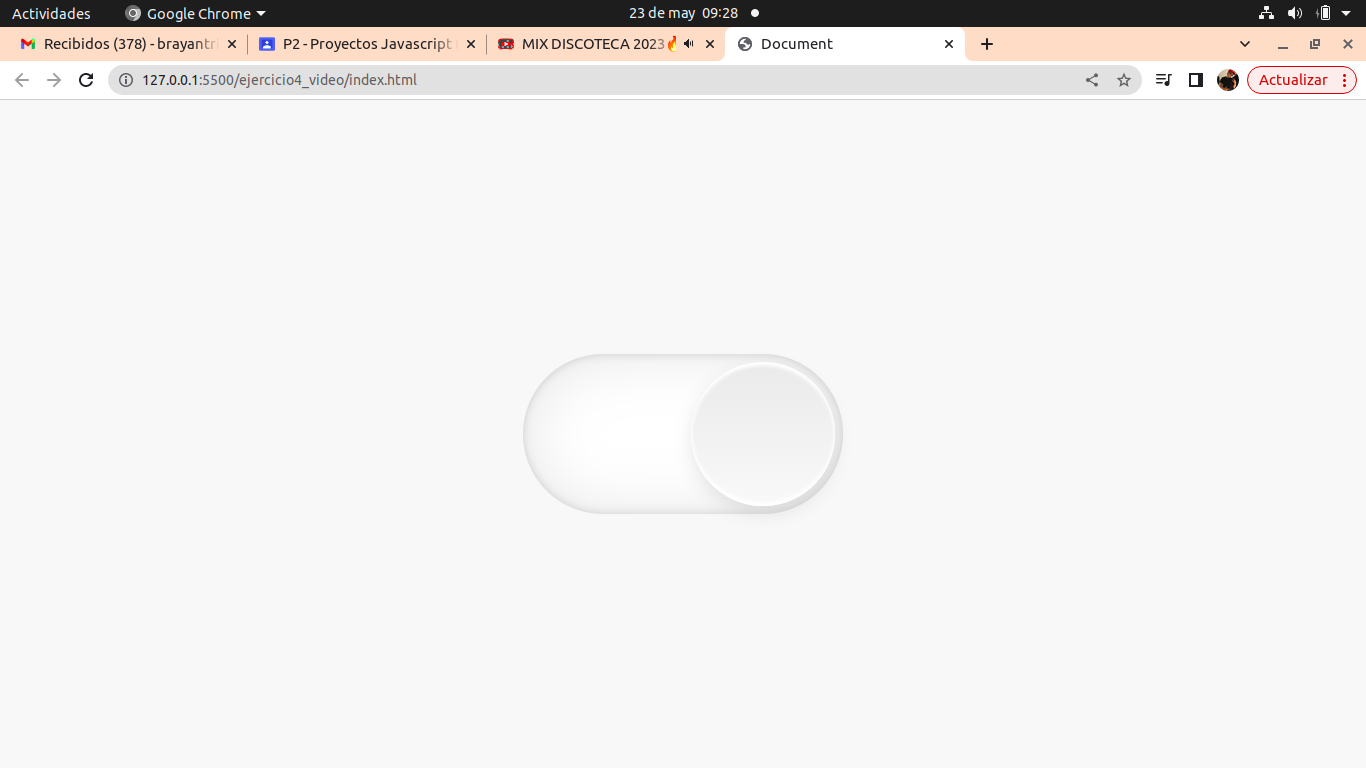 Actividades Google Chrome 23 de may 09:28
Recibidos (378) - brayantri P2 - Proyectos Javascript MIX DISCOTECA 2023🔥 Document
127.0.0.1:5500/ejercicio4_video/index.html Actualizar